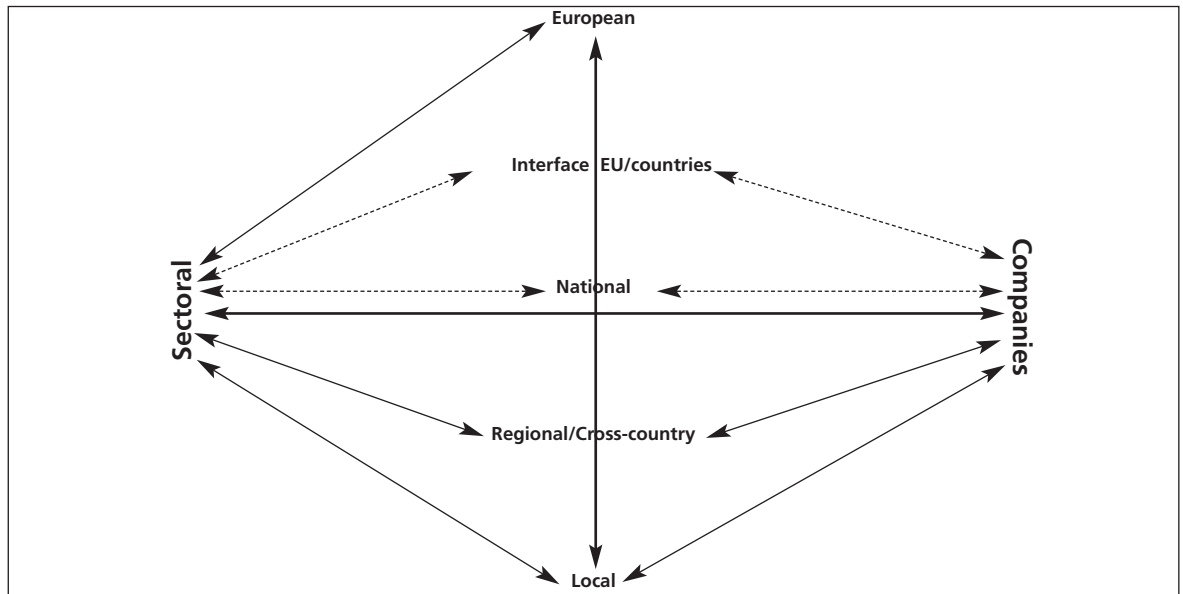 European
Interface EU/countries
Sectoral
National
Companies
Regional/Cross-country
Local